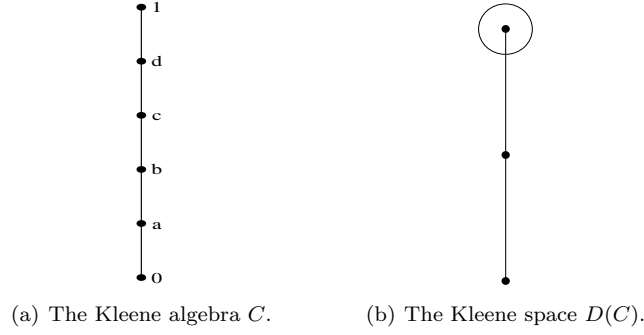 1
d
c
b
a
0
(a) The Kleene algebra C.
(b) The Kleene space D(C).